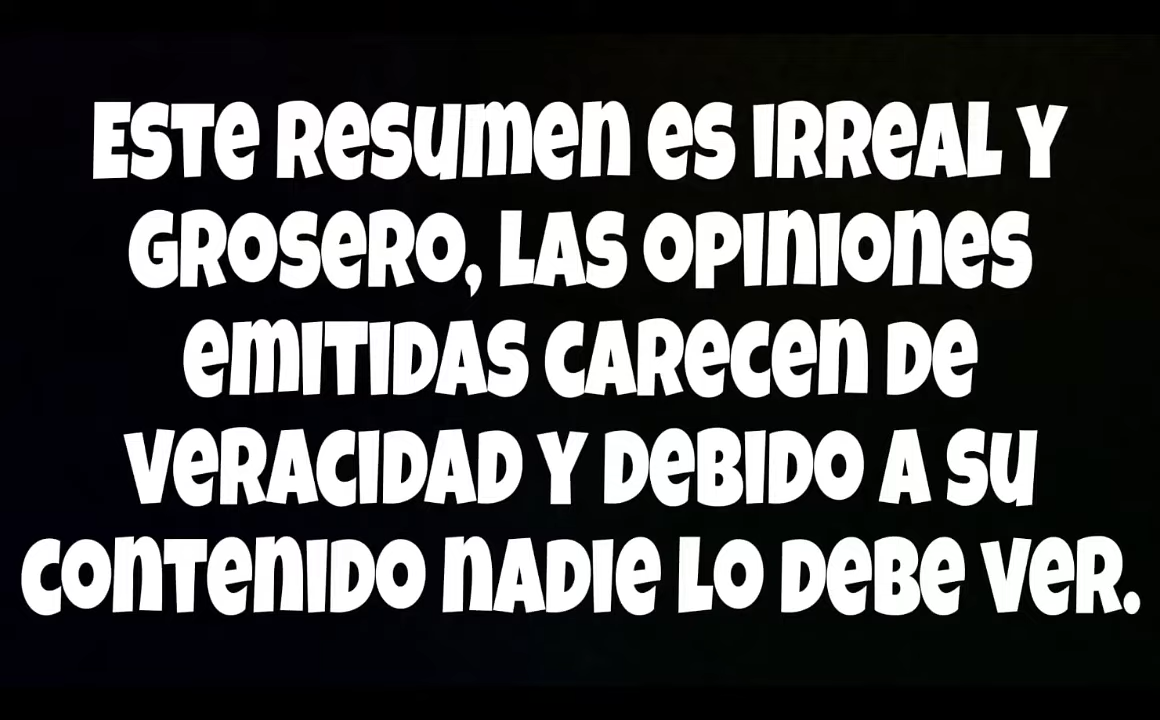 Este resumen es irreal y
grosero, las opiniones
emitidas carecen de
veracidad y debido a su
contenido nadie lo debe ver.